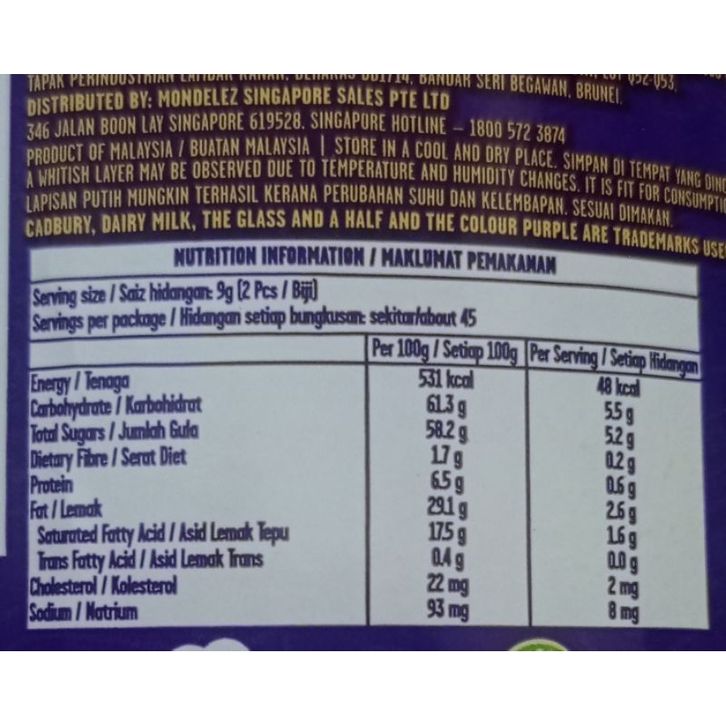 TAPAK PERINDUSTRIAN BANDAR SERI BEGAWAN, BRUNEI.
DISTRIBUTED BY: MONDELEZ SINGAPORE SALES PTE LTD
346 JALAN BOON LAY SINGAPORE 619528. SINGAPORE HOTLINE – 1800 572 3874
PRODUCT OF MALAYSIA / BUATAN MALAYSIA | STORE IN A COOL AND DRY PLACE. SIMPAN DI TEMPAT YANG
A WHITISH LAYER MAY BE OBSERVED DUE TO TEMPERATURE AND HUMIDITY CHANGES. IT IS FIT FOR
LAPISAN PUTIH MUNGKIN TERHASIL KERANA PERUBAHAN SUHU DAN KELEMBAPAN. SESUAI DIMAKAN.
CADBURY, DAIRY MILK, THE GLASS AND A HALF AND THE COLOUR PURPLE ARE TRADEMARKS USE
NUTRITION INFORMATION / MAKLUMAT PEMAKANAN
Serving size / Saiz hidangan: 9g (2 Pcs / Biji)
Servings per package / Hidangan setiap bungkusan: sekitar/about 45
Per 100g / Setiap 100g Per Serving / Setiap Hidangan
Energy / Tenaga 531 kcal 48 kcal
Carbohydrate / Karbohidrat 61.3 g 5.5 g
Total Sugars / Jumlah Gula 58.2 g 5.2 g
Dietary Fibre / Serat Diet 1.7 g 0.2 g
Protein 6.5 g 0.6 g
Fat / Lemak 29.1 g 2.6 g
Saturated Fatty Acid / Asid Lemak Tepu 17.5 g 1.6 g
Trans Fatty Acid / Asid Lemak Trans 0.4 g 0.0 g
Cholesterol / Kolesterol 22 mg 2 mg
Sodium / Natrium 93 mg 8 mg